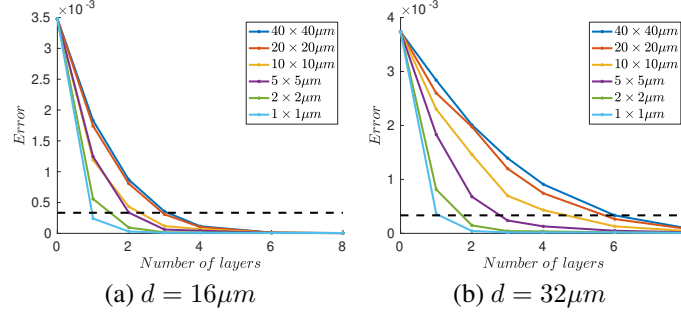 ×10⁻³
3.5
3
2.5
2
1.5
1
0.5
0
Error
0
2
4
6
8
Number of layers
40 × 40µm
20 × 20µm
10 × 10µm
5 × 5µm
2 × 2µm
1 × 1µm
(a) d = 16µm
×10⁻³
4
3
2
1
0
Error
0
2
4
6
Number of layers
40 × 40µm
20 × 20µm
10 × 10µm
5 × 5µm
2 × 2µm
1 × 1µm
(b) d = 32µm